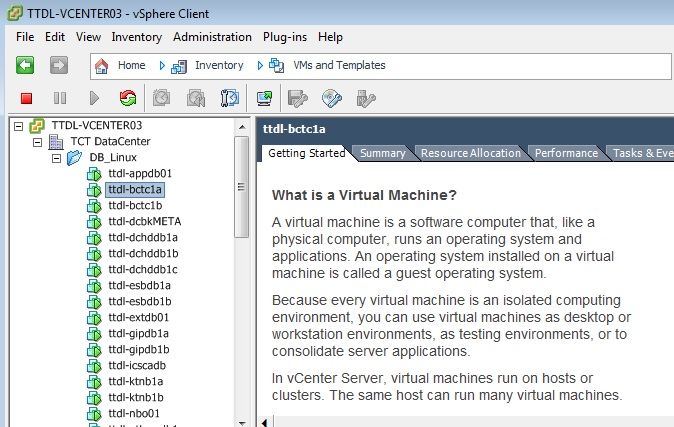 TTDL-VCENTER03 - vSphere Client
File Edit View Inventory Administration Plug-ins Help
Home Inventory VMs and Templates
TTDL-VCENTER03
TCT DataCenter
DB_Linux
ttdl-appdb01
ttdl-bctc1a
ttdl-bctc1b
ttdl-dcbkMETA
ttdl-dchddb1a
ttdl-dchddb1b
ttdl-dchddb1c
ttdl-esbdb1a
ttdl-esbdb1b
ttdl-extdb01
ttdl-gipdb1a
ttdl-gipdb1b
ttdl-icscadb
ttdl-ktnb1a
ttdl-ktnb1b
ttdl-nbo01
ttdl-bctc1a
Getting Started Summary Resource Allocation Performance Tasks & Eve
What is a Virtual Machine?
A virtual machine is a software computer that, like a
physical computer, runs an operating system and
applications. An operating system installed on a virtual
machine is called a guest operating system.
Because every virtual machine is an isolated computing
environment, you can use virtual machines as desktop or
workstation environments, as testing environments, or to
consolidate server applications.
In vCenter Server, virtual machines run on hosts or
clusters. The same host can run many virtual machines.